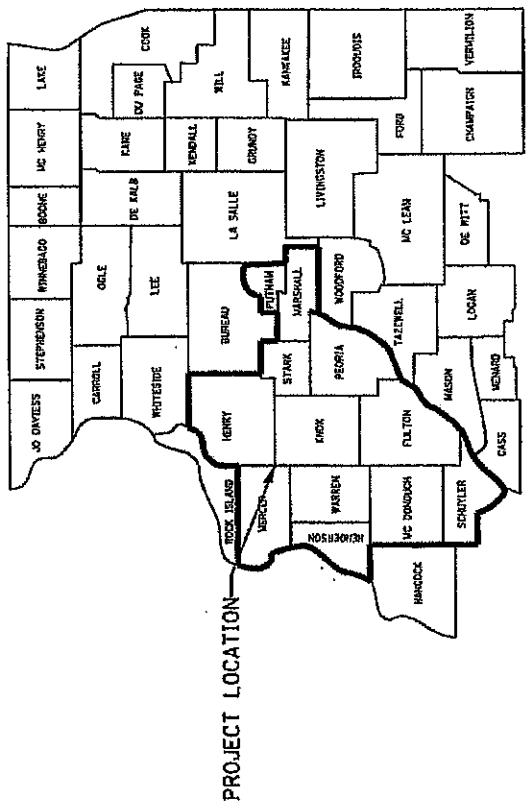 JO DAVIESS
STEPHENSON
WINNEBAGO
BOONE
MC HENRY
LAKE
CARROLL
OGLE
DE KALB
KANE
DU PAGE
COOK
WHITESIDE
LEE
KENDALL
WILL
ROCK ISLAND
HENRY
BUREAU
LA SALLE
GRUNDY
KANKAKEE
MERCER
STARK
PUTNAM
MARSHALL
LIVINGSTON
IROQUOIS
HENDERSON
WARREN
KNOX
PEORIA
WOODFORD
FORD
HANCOCK
MC DONOUGH
FULTON
TAZEWELL
MC LEAN
CHAMPAIGN
VERMILION
SCHUYLER
MASON
LOGAN
DE WITT
CASS
MENARD
PROJECT LOCATION